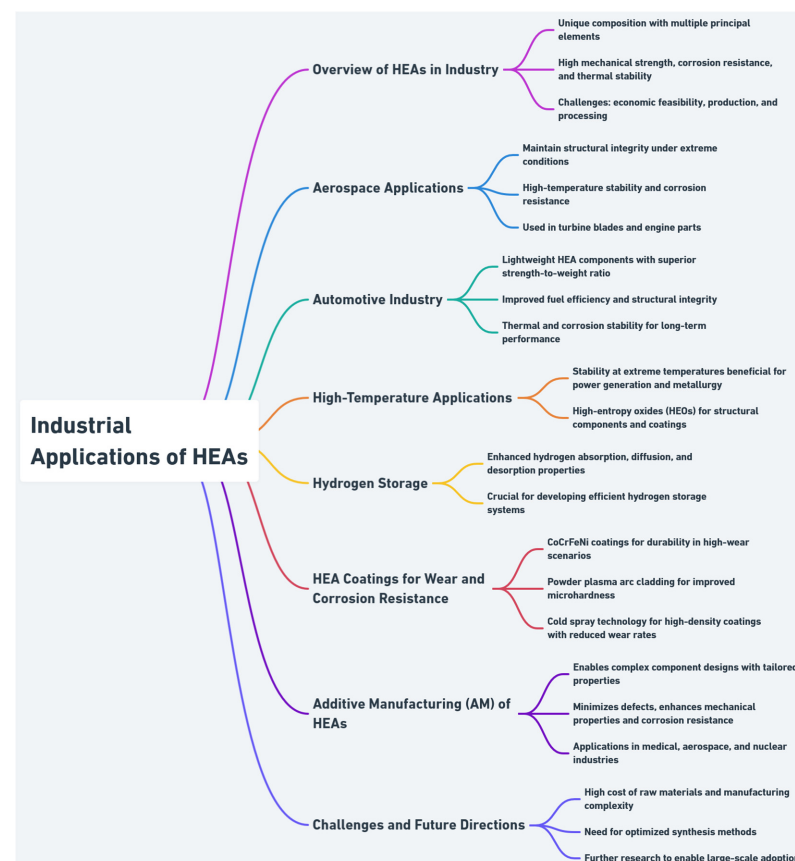 Industrial
Applications of HEAs
Overview of HEAs in Industry
Unique composition with multiple principal
elements
High mechanical strength, corrosion resistance,
and thermal stability
Challenges: economic feasibility, production, and
processing
Aerospace Applications
Maintain structural integrity under extreme
conditions
High-temperature stability and corrosion
resistance
Used in turbine blades and engine parts
Automotive Industry
Lightweight HEA components with superior
strength-to-weight ratio
Improved fuel efficiency and structural integrity
Thermal and corrosion stability for long-term
performance
High-Temperature Applications
Stability at extreme temperatures beneficial for
power generation and metallurgy
High-entropy oxides (HEOs) for structural
components and coatings
Hydrogen Storage
Enhanced hydrogen absorption, diffusion, and
desorption properties
Crucial for developing efficient hydrogen storage
systems
HEA Coatings for Wear and
Corrosion Resistance
CoCrFeNi coatings for durability in high-wear
scenarios
Powder plasma arc cladding for improved
microhardness
Cold spray technology for high-density coatings
with reduced wear rates
Additive Manufacturing (AM) of
HEAs
Enables complex component designs with tailored
properties
Minimizes defects, enhances mechanical
properties and corrosion resistance
Applications in medical, aerospace, and nuclear
industries
Challenges and Future Directions
High cost of raw materials and manufacturing
complexity
Need for optimized synthesis methods
Further research to enable large-scale adoption